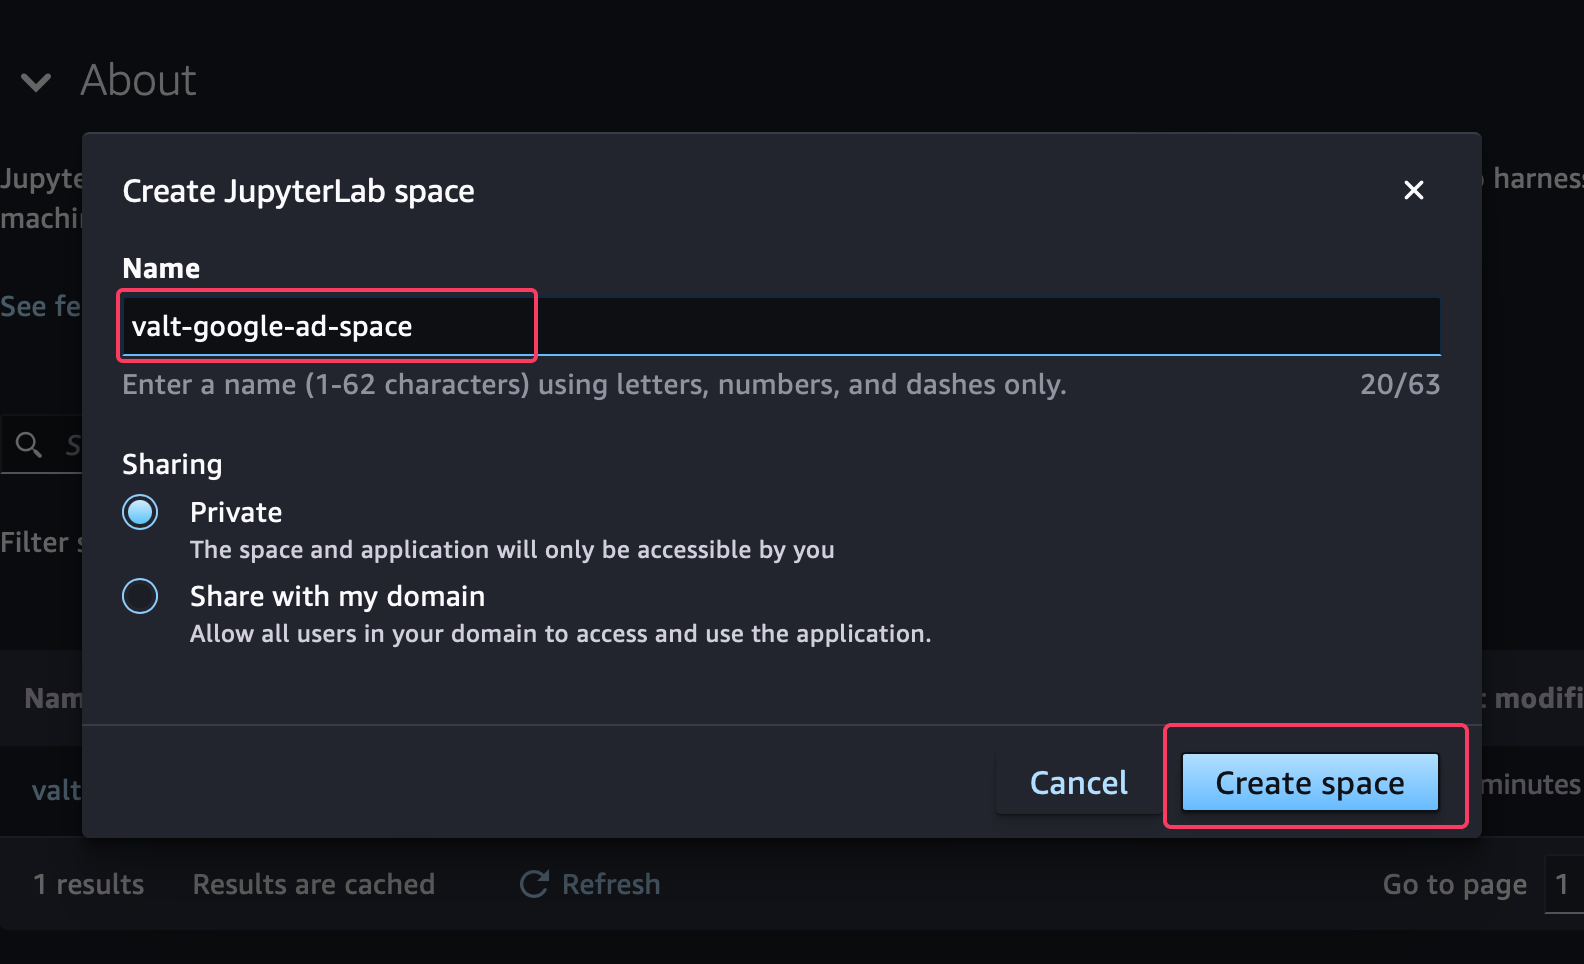 About
Jupyte
harness
machi
Create JupyterLab space
Name
See fe
valt-google-ad-space
Enter a name (1-62 characters) using letters, numbers, and dashes only.
20/63
Sharing
Private
The space and application will only be accessible by you
Filter
Share with my domain
Allow all users in your domain to access and use the application.
Nam
modifi
Cancel
Create space
valt
minutes
1 results
Results are cached
Refresh
Go to page
1